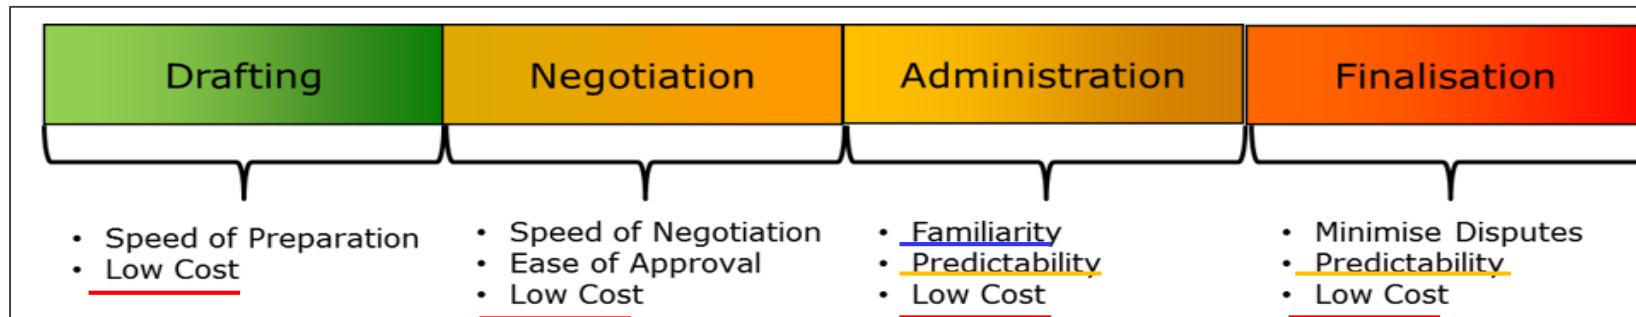 Drafting
Negotiation
Administration
Finalisation
• Speed of Preparation
• Low Cost
• Speed of Negotiation
• Ease of Approval
• Low Cost
• Familiarity
• Predictability
• Low Cost
• Minimise Disputes
• Predictability
• Low Cost